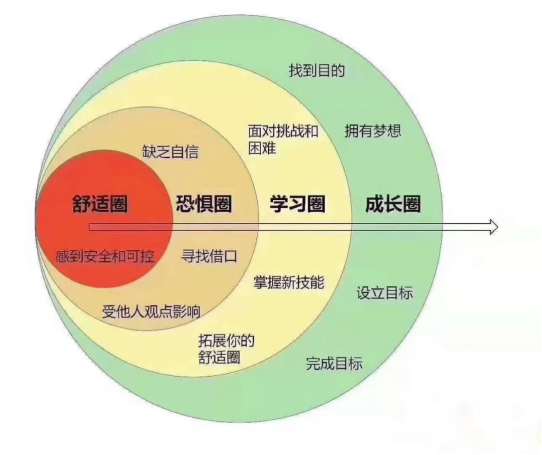 找到目的
面对挑战和
困难
拥有梦想
缺乏自信
舒适圈
恐惧圈
学习圈
成长圈
感到安全和可控
寻找借口
掌握新技能
设立目标
受他人观点影响
拓展你的
舒适圈
完成目标